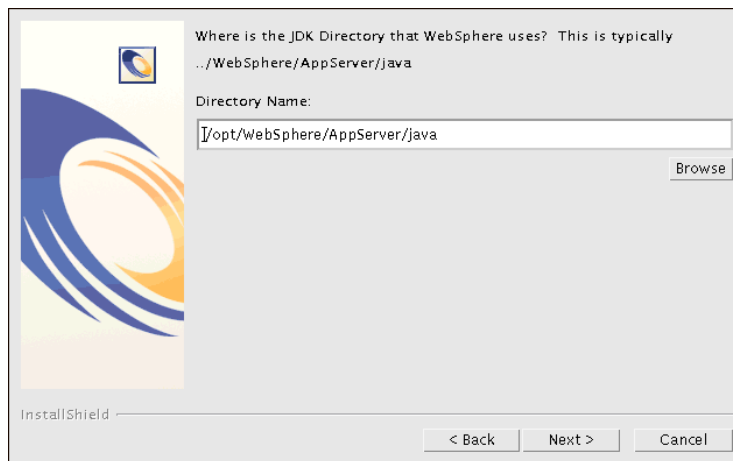 Where is the JDK Directory that WebSphere uses?  This is typically
../WebSphere/AppServer/java
Directory Name:
/opt/WebSphere/AppServer/java
Browse
InstallShield
< Back
Next >
Cancel